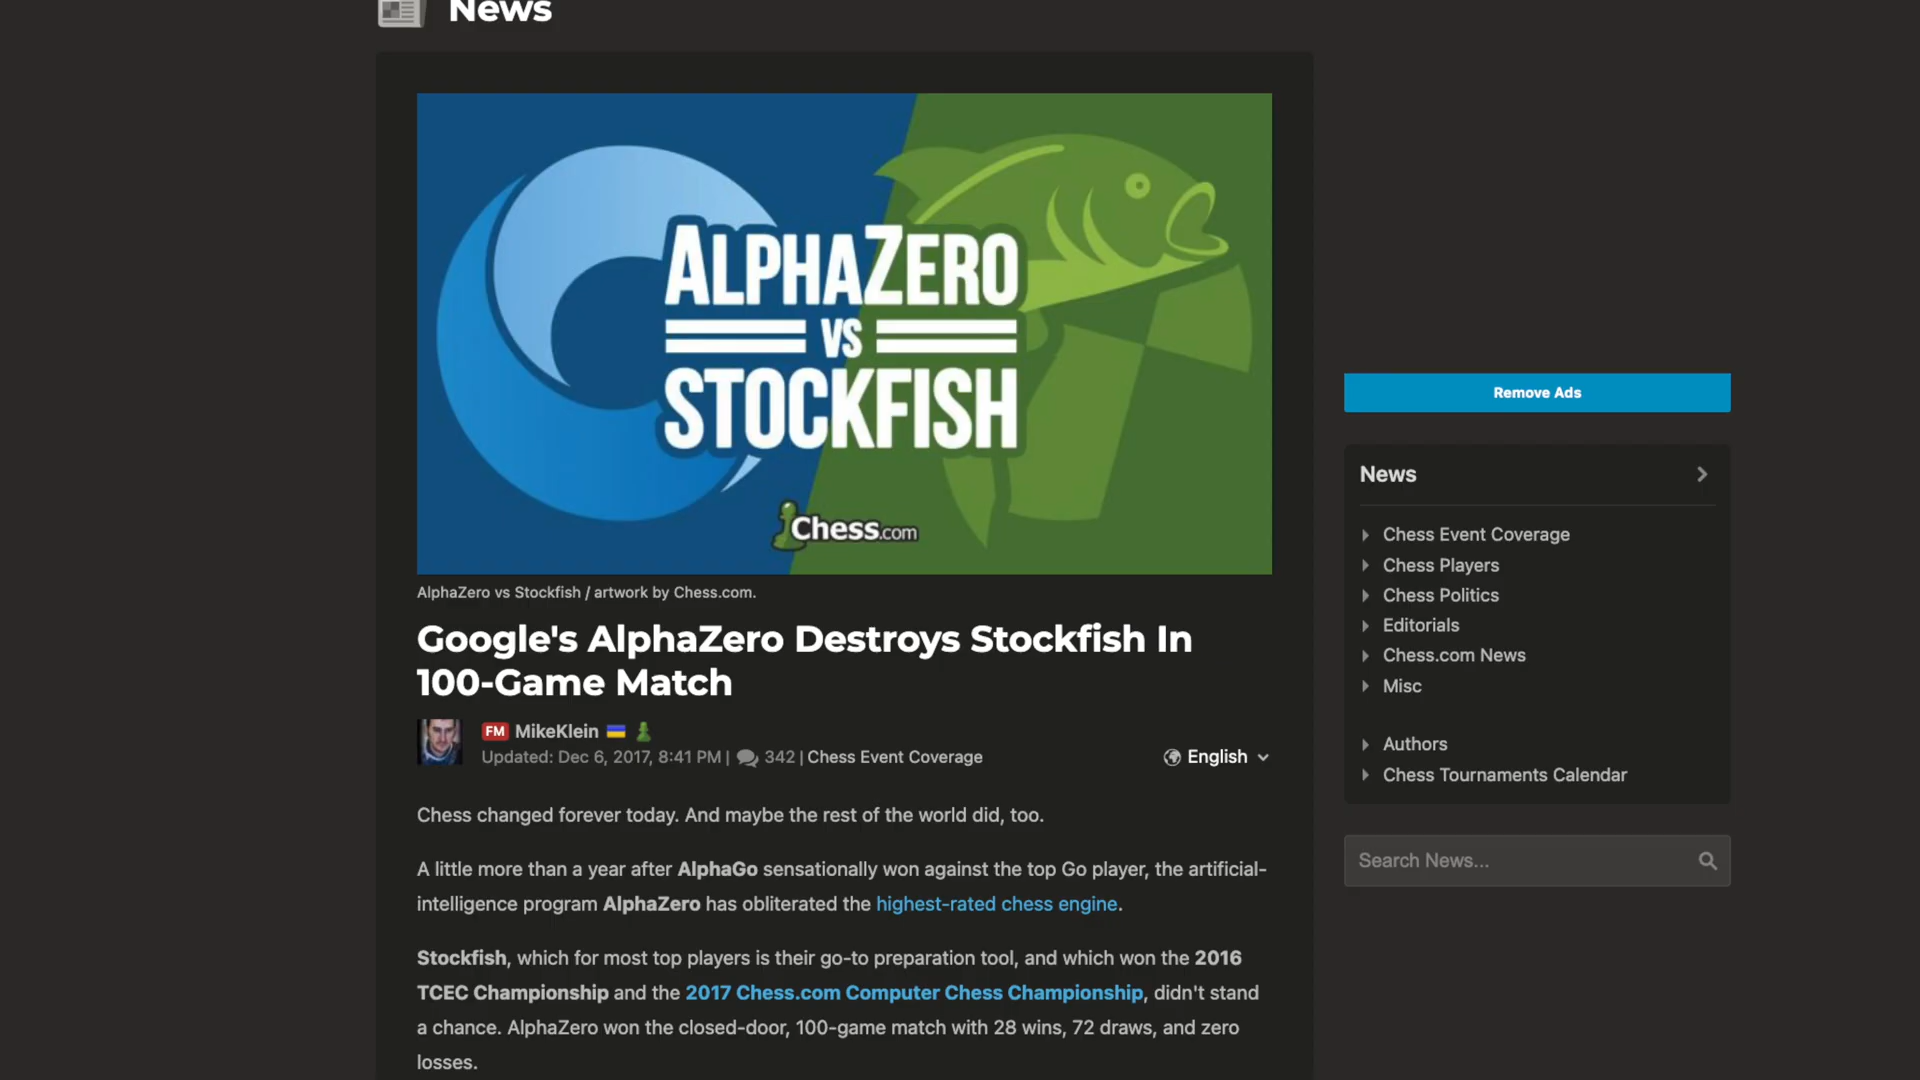 News
ALPHAZERO
VS
STOCKFISH
Chess.com
AlphaZero vs Stockfish / artwork by Chess.com.
Google's AlphaZero Destroys Stockfish In
100-Game Match
FM MikeKlein
Updated: Dec 6, 2017, 8:41 PM | 342 | Chess Event Coverage
English
Chess changed forever today. And maybe the rest of the world did, too.
A little more than a year after AlphaGo sensationally won against the top Go player, the artificial-
intelligence program AlphaZero has obliterated the highest-rated chess engine.
Stockfish, which for most top players is their go-to preparation tool, and which won the 2016
TCEC Championship and the 2017 Chess.com Computer Chess Championship, didn't stand
a chance. AlphaZero won the closed-door, 100-game match with 28 wins, 72 draws, and zero
losses.
Remove Ads
News
Chess Event Coverage
Chess Players
Chess Politics
Editorials
Chess.com News
Misc
Authors
Chess Tournaments Calendar
Search News...